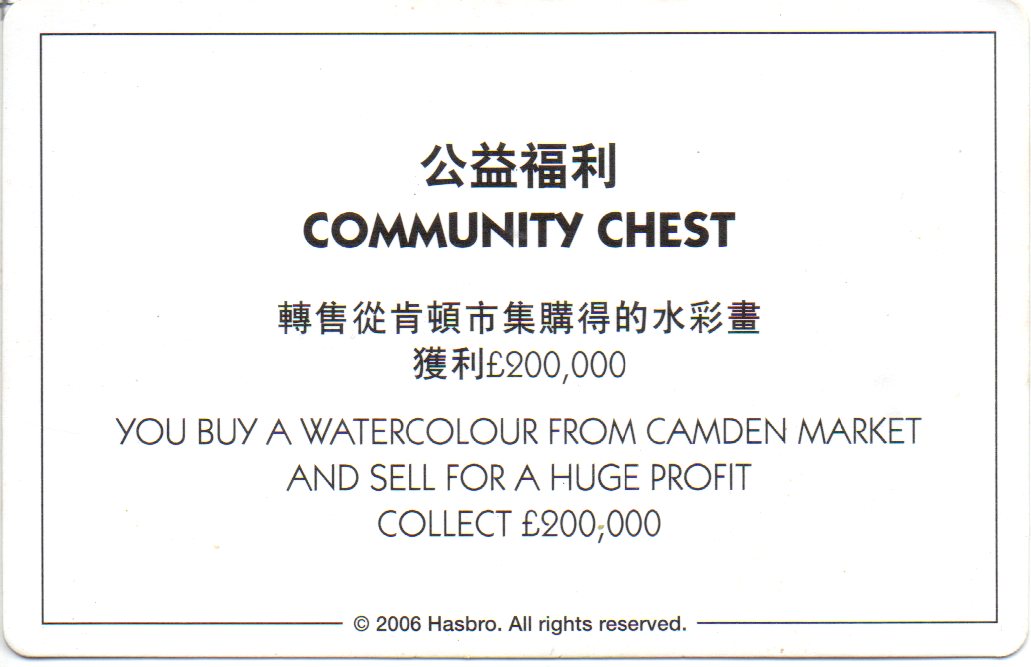 公益福利
COMMUNITY CHEST
轉售從肯頓市集購得的水彩畫
獲利£200,000
YOU BUY A WATERCOLOUR FROM CAMDEN MARKET
AND SELL FOR A HUGE PROFIT
COLLECT £200,000
© 2006 Hasbro. All rights reserved.